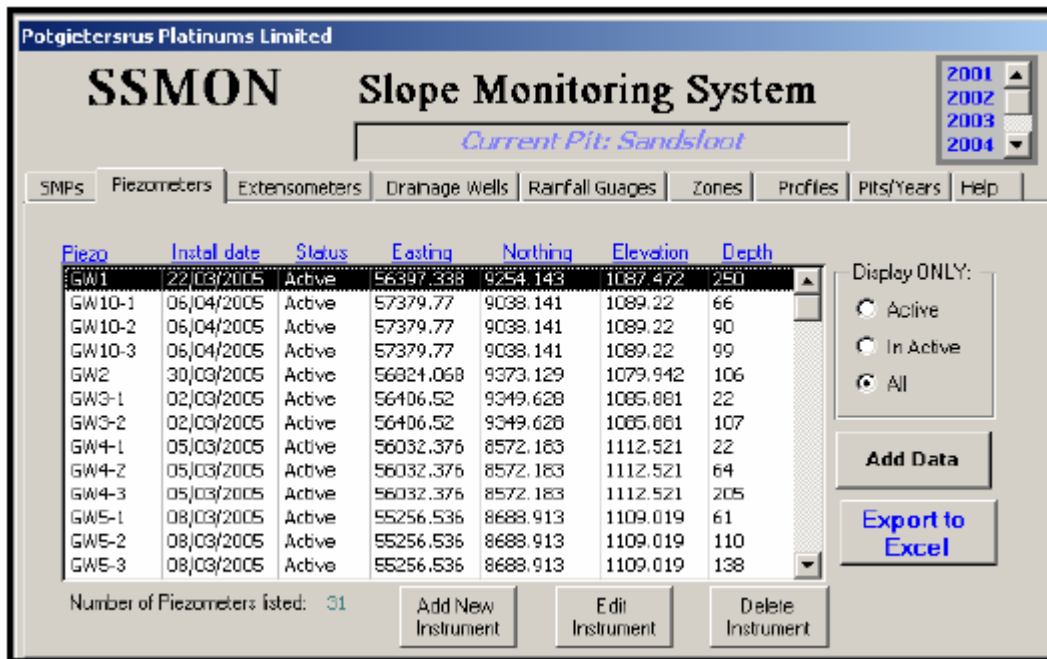 Potgietersrus Platinums Limited
SSMON Slope Monitoring System
Current Pit: Sandsloot
2001
2002
2003
2004
SMPs Piezometers Extensometers Drainage Wells Rainfall Guages Zones Profiles Pits/Years Help
Piezo Install date Status Easting Northing Elevation Depth
GW1 22/03/2005 Active 56397.338 9254.143 1087.472 250
GW10-1 06/04/2005 Active 57379.77 9038.141 1089.22 66
GW10-2 06/04/2005 Active 57379.77 9038.141 1089.22 90
GW10-3 06/04/2005 Active 57379.77 9038.141 1089.22 99
GW2 30/03/2005 Active 56824.068 9373.129 1079.942 106
GW3-1 02/03/2005 Active 56406.52 9349.628 1085.881 22
GW3-2 02/03/2005 Active 56406.52 9349.628 1085.881 107
GW4-1 05/03/2005 Active 56032.376 8572.183 1112.521 22
GW4-2 05/03/2005 Active 56032.376 8572.183 1112.521 64
GW4-3 05/03/2005 Active 56032.376 8572.183 1112.521 205
GW5-1 08/03/2005 Active 55256.536 8688.913 1109.019 61
GW5-2 08/03/2005 Active 55256.536 8688.913 1109.019 110
GW5-3 08/03/2005 Active 55256.536 8688.913 1109.019 138
Display ONLY:
Active
In Active
All
Add Data
Export to
Excel
Number of Piezometers listed: 31
Add New
Instrument
Edit
Instrument
Delete
Instrument